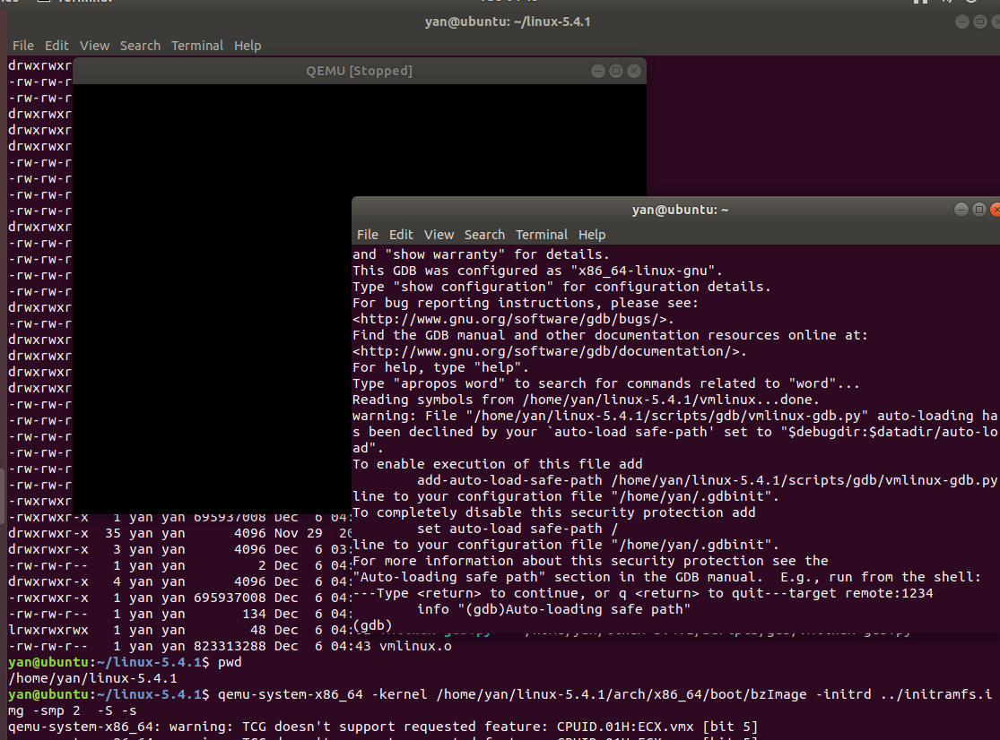 Terminal
yan@ubuntu: ~/linux-5.4.1
File Edit View Search Terminal Help
drwxrwxr
-rw-rw-r
-rw-rw-r
drwxrwxr
drwxrwxr
drwxrwxr
-rw-rw-r
-rw-rw-r
-rw-rw-r
-rw-rw-r
drwxrwxr
-rw-rw-r
-rw-rw-r
-rw-rw-r
-rw-rw-r
drwxrwxr
-rw-rw-r
drwxrwxr
drwxrwxr
drwxrwxr
drwxrwxr
-rw-rw-r
-rw-rw-r
-rw-rw-r
-rw-rw-r
-rw-rw-r
drwxrwxr
-rwxrwxr
QEMU [Stopped]
yan@ubuntu: ~
File Edit View Search Terminal Help
and "show warranty" for details.
This GDB was configured as "x86_64-linux-gnu".
Type "show configuration" for configuration details.
For bug reporting instructions, please see:
<http://www.gnu.org/software/gdb/bugs/>.
Find the GDB manual and other documentation resources online at:
<http://www.gnu.org/software/gdb/documentation/>.
For help, type "help".
Type "apropos word" to search for commands related to "word"...
Reading symbols from /home/yan/linux-5.4.1/vmlinux...done.
warning: File "/home/yan/linux-5.4.1/scripts/gdb/vmlinux-gdb.py" auto-loading ha
s been declined by your `auto-load safe-path' set to "$debugdir:$datadir/auto-lo
ad".
To enable execution of this file add
add-auto-load-safe-path /home/yan/linux-5.4.1/scripts/gdb/vmlinux-gdb.py
line to your configuration file "/home/yan/.gdbinit".
To completely disable this security protection add
set auto-load safe-path /
line to your configuration file "/home/yan/.gdbinit".
For more information about this security protection see the
"Auto-loading safe path" section in the GDB manual.  E.g., run from the shell:
---Type <return> to continue, or q <return> to quit---target remote:1234
info "(gdb)Auto-loading safe path"
(gdb)
-rwxrwxr-x 1 yan yan 695937008 Dec 6 04:
drwxrwxr-x 35 yan yan 4096 Nov 29 20
drwxrwxr-x 3 yan yan 4096 Dec 6 03:
-rw-rw-r-- 1 yan yan 2 Dec 6 04:
drwxrwxr-x 4 yan yan 4096 Dec 6 04:
-rwxrwxr-x 1 yan yan 695937008 Dec 6 04:
-rw-rw-r-- 1 yan yan 134 Dec 6 04:
lrwxrwxrwx 1 yan yan 48 Dec 6 04:
-rw-rw-r-- 1 yan yan 823313288 Dec 6 04:43 vmlinux.o
yan@ubuntu:~/linux-5.4.1$ pwd
/home/yan/linux-5.4.1
yan@ubuntu:~/linux-5.4.1$ qemu-system-x86_64 -kernel /home/yan/linux-5.4.1/arch/x86_64/boot/bzImage -initrd ../initramfs.i
mg -smp 2  -S -s
qemu-system-x86_64: warning: TCG doesn't support requested feature: CPUID.01H:ECX.vmx [bit 5]